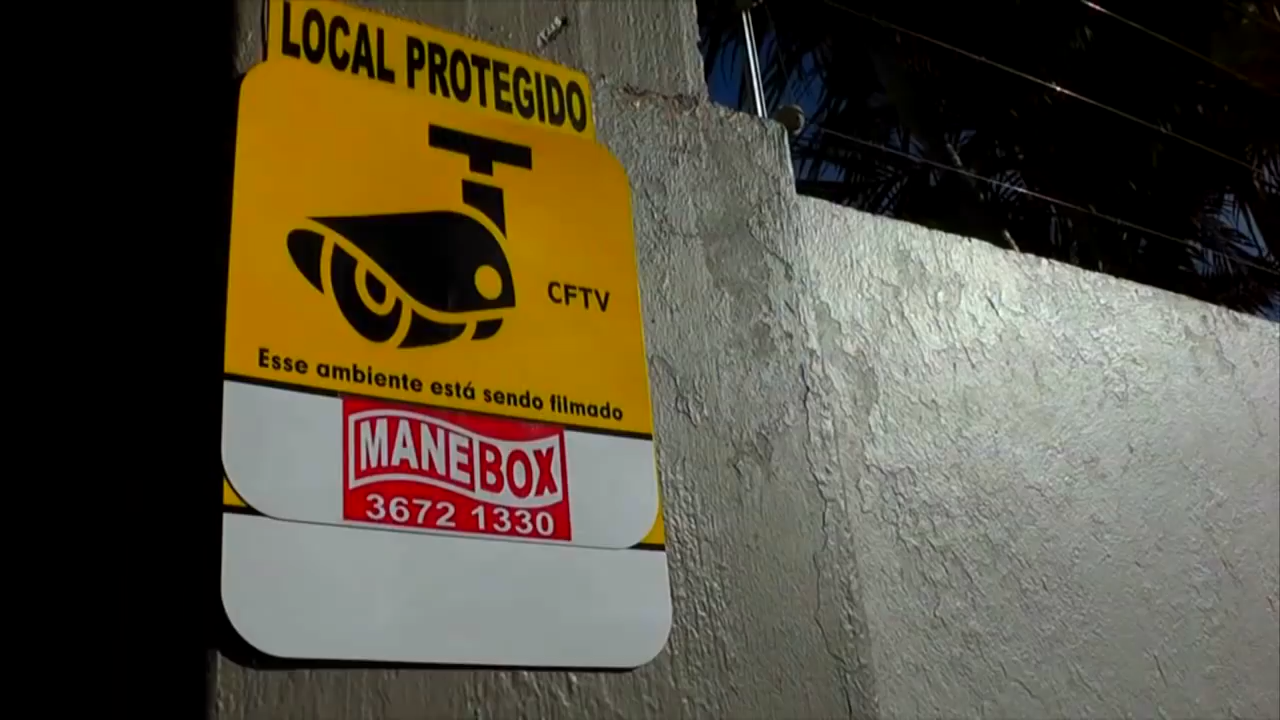 LOCAL PROTEGIDO
CFTV
Esse ambiente está sendo filmado
MANEBOX
3672 1330